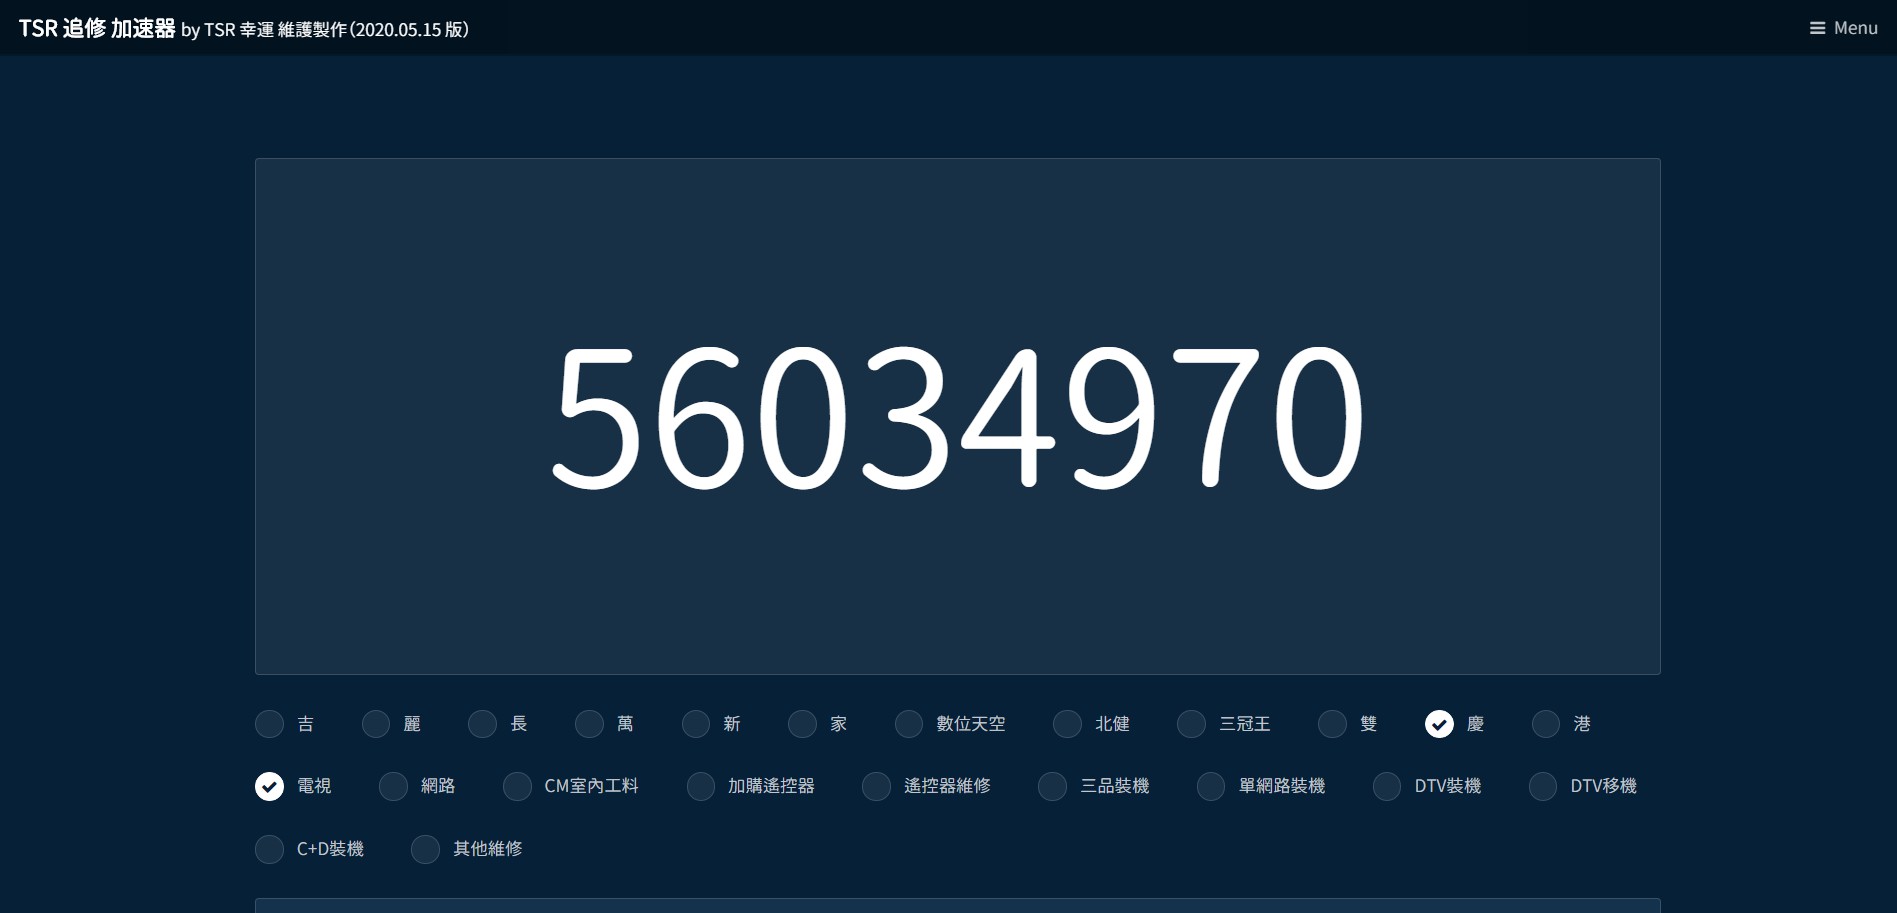 TSR 追修 加速器 by TSR 幸運 維護製作（2020.05.15 版）
Menu
56034970
吉 麗 長 萬 新 家 數位天空 北健 三冠王 雙 慶 港
電視 網路 CM室內工料 加購遙控器 遙控器維修 三品裝機 單網路裝機 DTV裝機 DTV移機
C+D裝機 其他維修